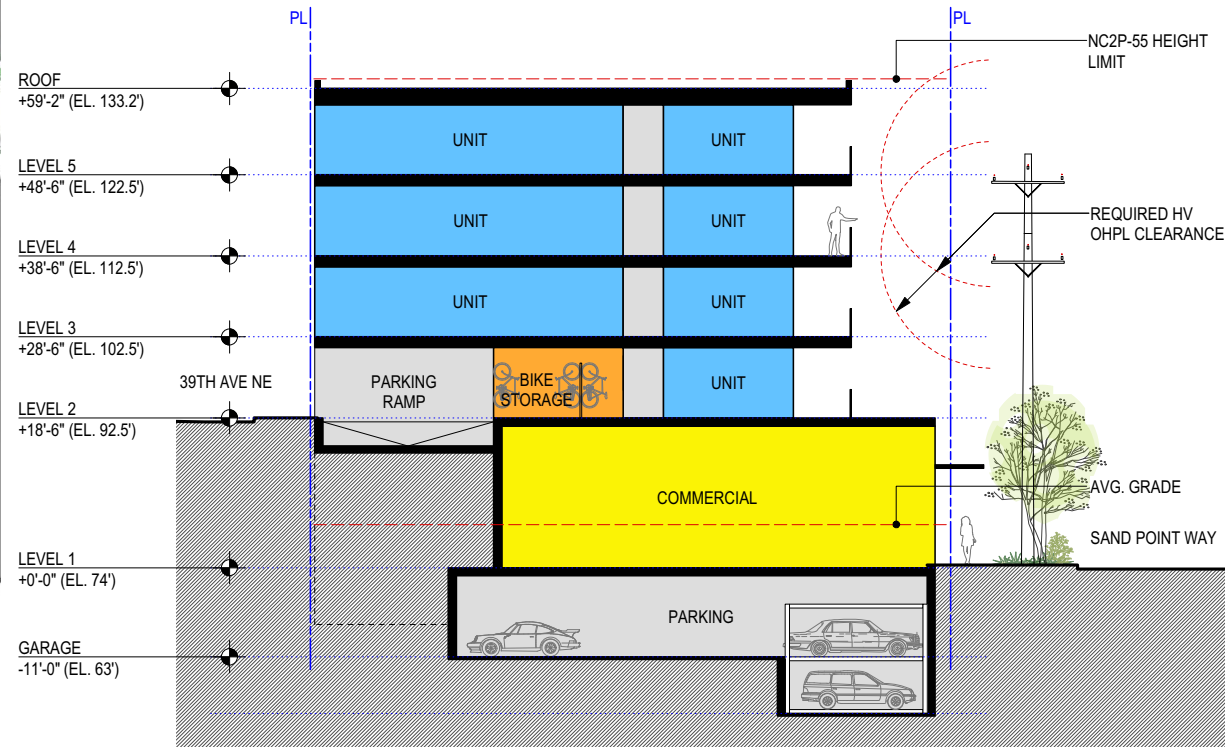 PL
PL
NC2P-55 HEIGHT
LIMIT
ROOF
+59'-2" (EL. 133.2')
UNIT
UNIT
LEVEL 5
+48'-6" (EL. 122.5')
UNIT
UNIT
REQUIRED HV
OHPL CLEARANCE
LEVEL 4
+38'-6" (EL. 112.5')
UNIT
UNIT
LEVEL 3
+28'-6" (EL. 102.5')
39TH AVE NE
PARKING
RAMP
BIKE
STORAGE
UNIT
LEVEL 2
+18'-6" (EL. 92.5')
COMMERCIAL
AVG. GRADE
SAND POINT WAY
LEVEL 1
+0'-0" (EL. 74')
PARKING
GARAGE
-11'-0" (EL. 63')